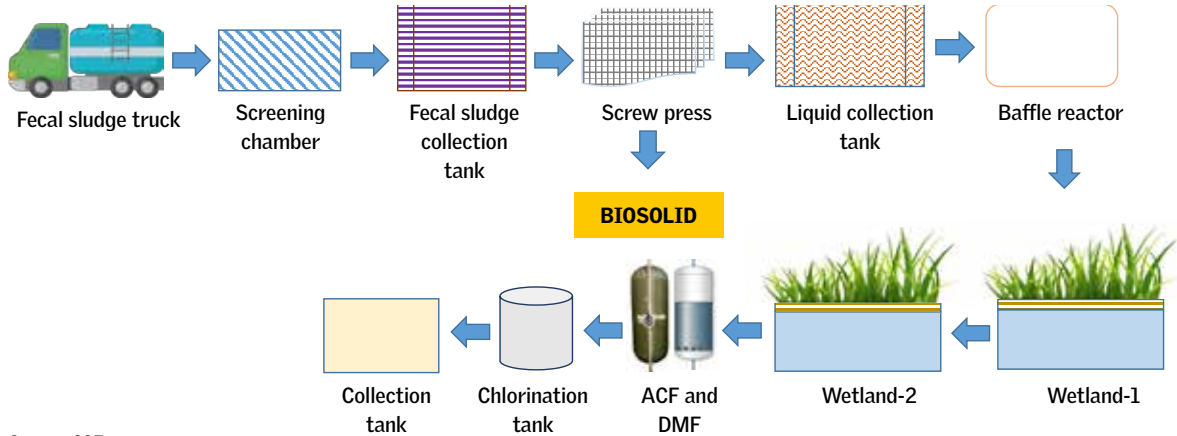 Fecal sludge truck
Screening
chamber
Fecal sludge
collection
tank
Screw press
Liquid collection
tank
Baffle reactor
BIOSOLID
Collection
tank
Chlorination
tank
ACF and
DMF
Wetland-2
Wetland-1